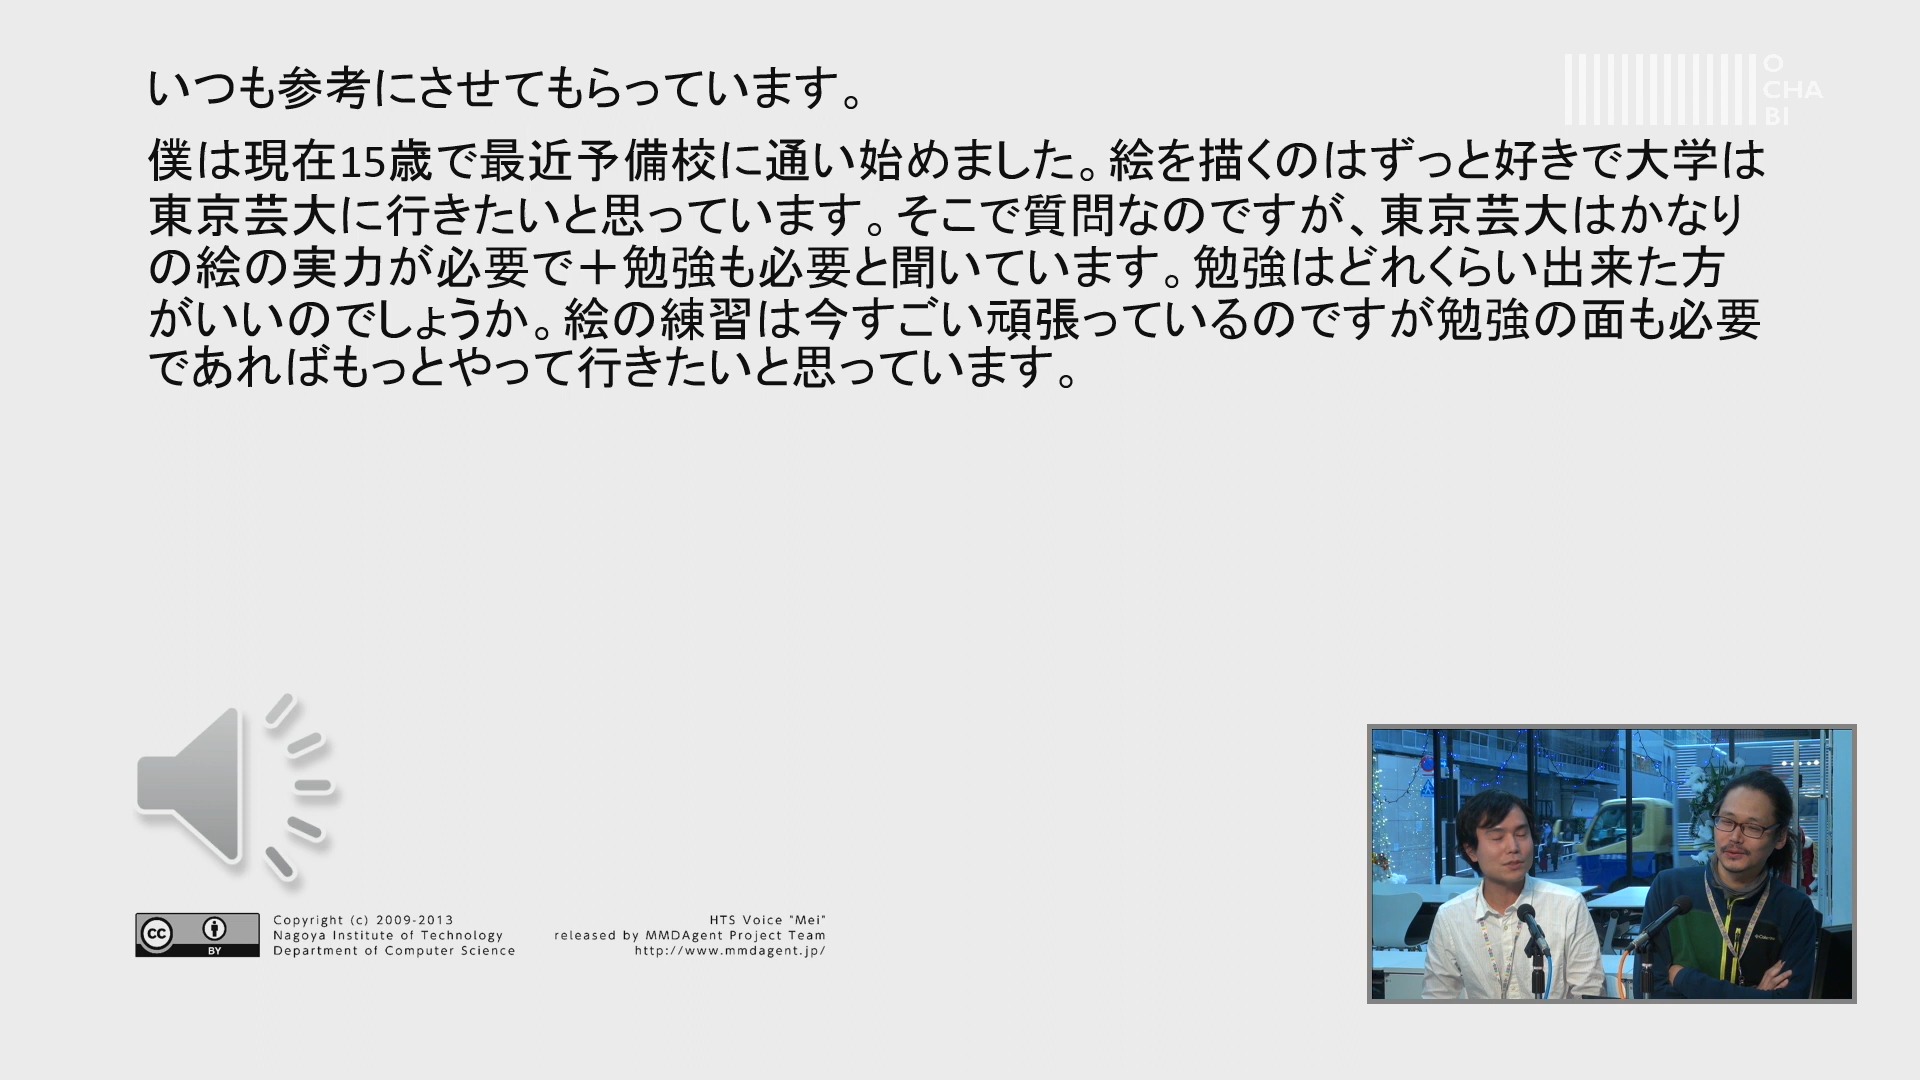 いつも参考にさせてもらっています。
僕は現在15歳で最近予備校に通い始めました。絵を描くのはずっと好きで大学は
東京芸大に行きたいと思っています。そこで質問なのですが、東京芸大はかなり
の絵の実力が必要で＋勉強も必要と聞いています。勉強はどれくらい出来た方
がいいのでしょうか。絵の練習は今すごい頑張っているのですが勉強の面も必要
であればもっとやって行きたいと思っています。
O
CHA
BI
cc
BY
Copyright (c) 2009-2013
Nagoya Institute of Technology
Department of Computer Science
HTS Voice "Mei"
released by MMDAgent Project Team
http://www.mmdagent.jp/
Columbia